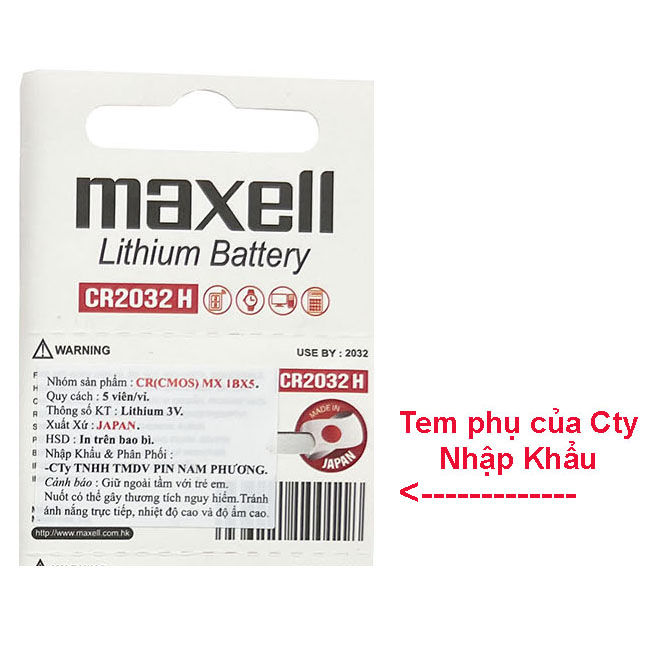 maxell
Lithium Battery
CR2032 H
WARNING
USE BY : 2032
CR2032 H
Nhóm sản phẩm : CR(CMOS) MX 1BX5.
Quy cách : 5 viên/vỉ.
Thông số KT : Lithium 3V.
Xuất Xứ : JAPAN.
HSD : In trên bao bì.
Nhập Khẩu & Phân Phối :
-CTy TNHH TMDV PIN NAM PHƯƠNG.
Cảnh báo : Giữ ngoài tầm với trẻ em.
Nuốt có thể gây thương tích nguy hiểm.Tránh
ánh nắng trực tiếp, nhiệt độ cao và độ ẩm cao.
MADE IN
JAPAN
http://www.maxell.com.hk
Tem phụ của Cty
Nhập Khẩu
<-------------